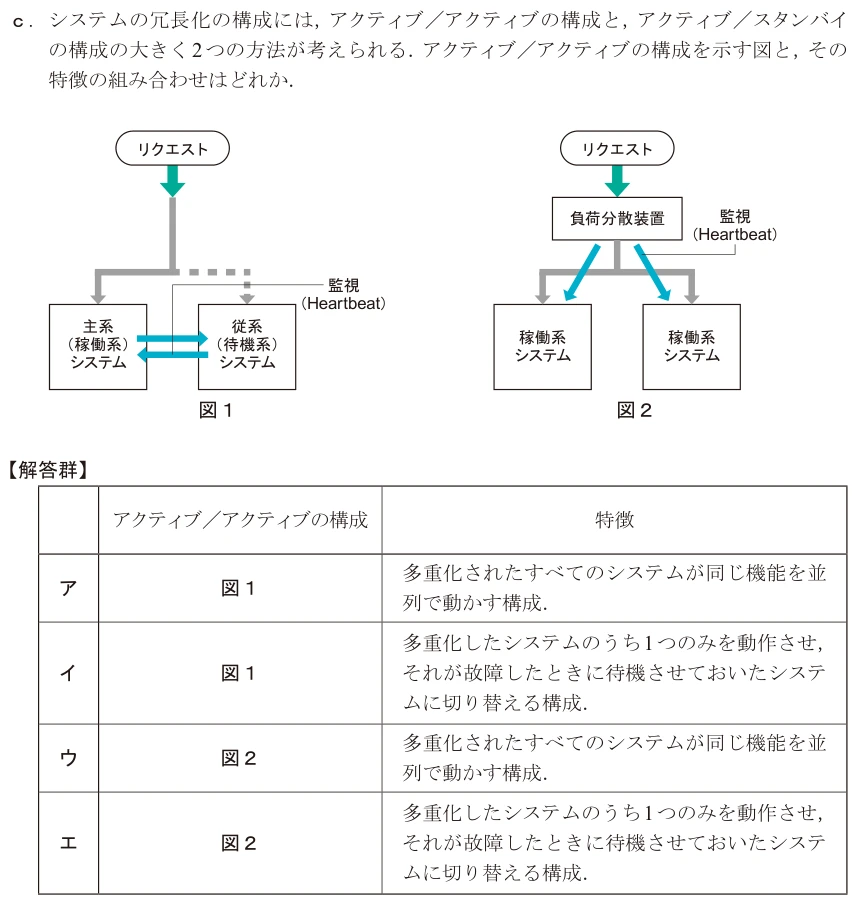 c． システムの冗長化の構成には，アクティブ／アクティブの構成と，アクティブ／スタンバイ
の構成の大きく2つの方法が考えられる．アクティブ／アクティブの構成を示す図と，その
特徴の組み合わせはどれか．
リクエスト
監視
（Heartbeat）
主系
（稼働系）
システム
従系
（待機系）
システム
図1
リクエスト
負荷分散装置
監視
（Heartbeat）
稼働系
システム
稼働系
システム
図2
【解答群】
アクティブ／アクティブの構成 特徴
ア 図1 多重化されたすべてのシステムが同じ機能を並
列で動かす構成．
イ 図1 多重化したシステムのうち1つのみを動作させ，
それが故障したときに待機させておいたシステ
ムに切り替える構成．
ウ 図2 多重化されたすべてのシステムが同じ機能を並
列で動かす構成．
エ 図2 多重化したシステムのうち1つのみを動作させ，
それが故障したときに待機させておいたシステ
ムに切り替える構成．